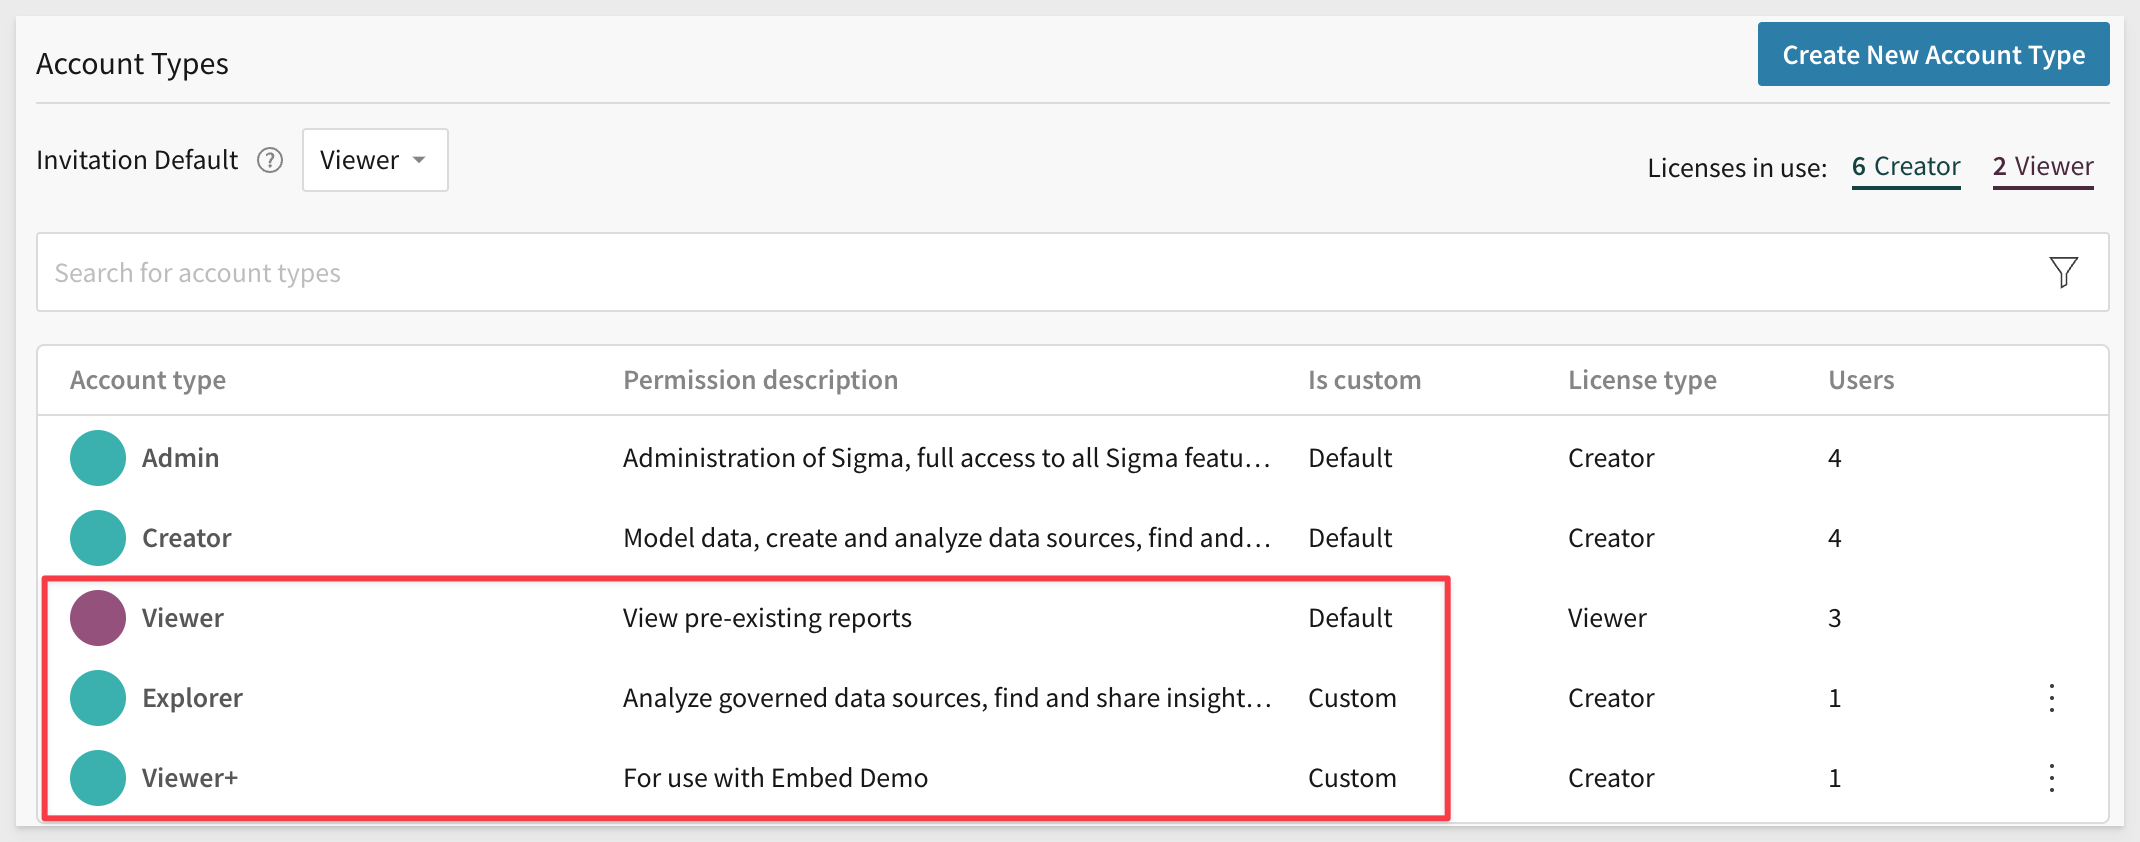 Account Types
Create New Account Type
Invitation Default ? Viewer
Licenses in use: 6 Creator 2 Viewer
Search for account types
Account type Permission description Is custom License type Users
Admin Administration of Sigma, full access to all Sigma featu… Default Creator 4
Creator Model data, create and analyze data sources, find and… Default Creator 4
Viewer View pre-existing reports Default Viewer 3
Explorer Analyze governed data sources, find and share insight… Custom Creator 1
Viewer+ For use with Embed Demo Custom Creator 1